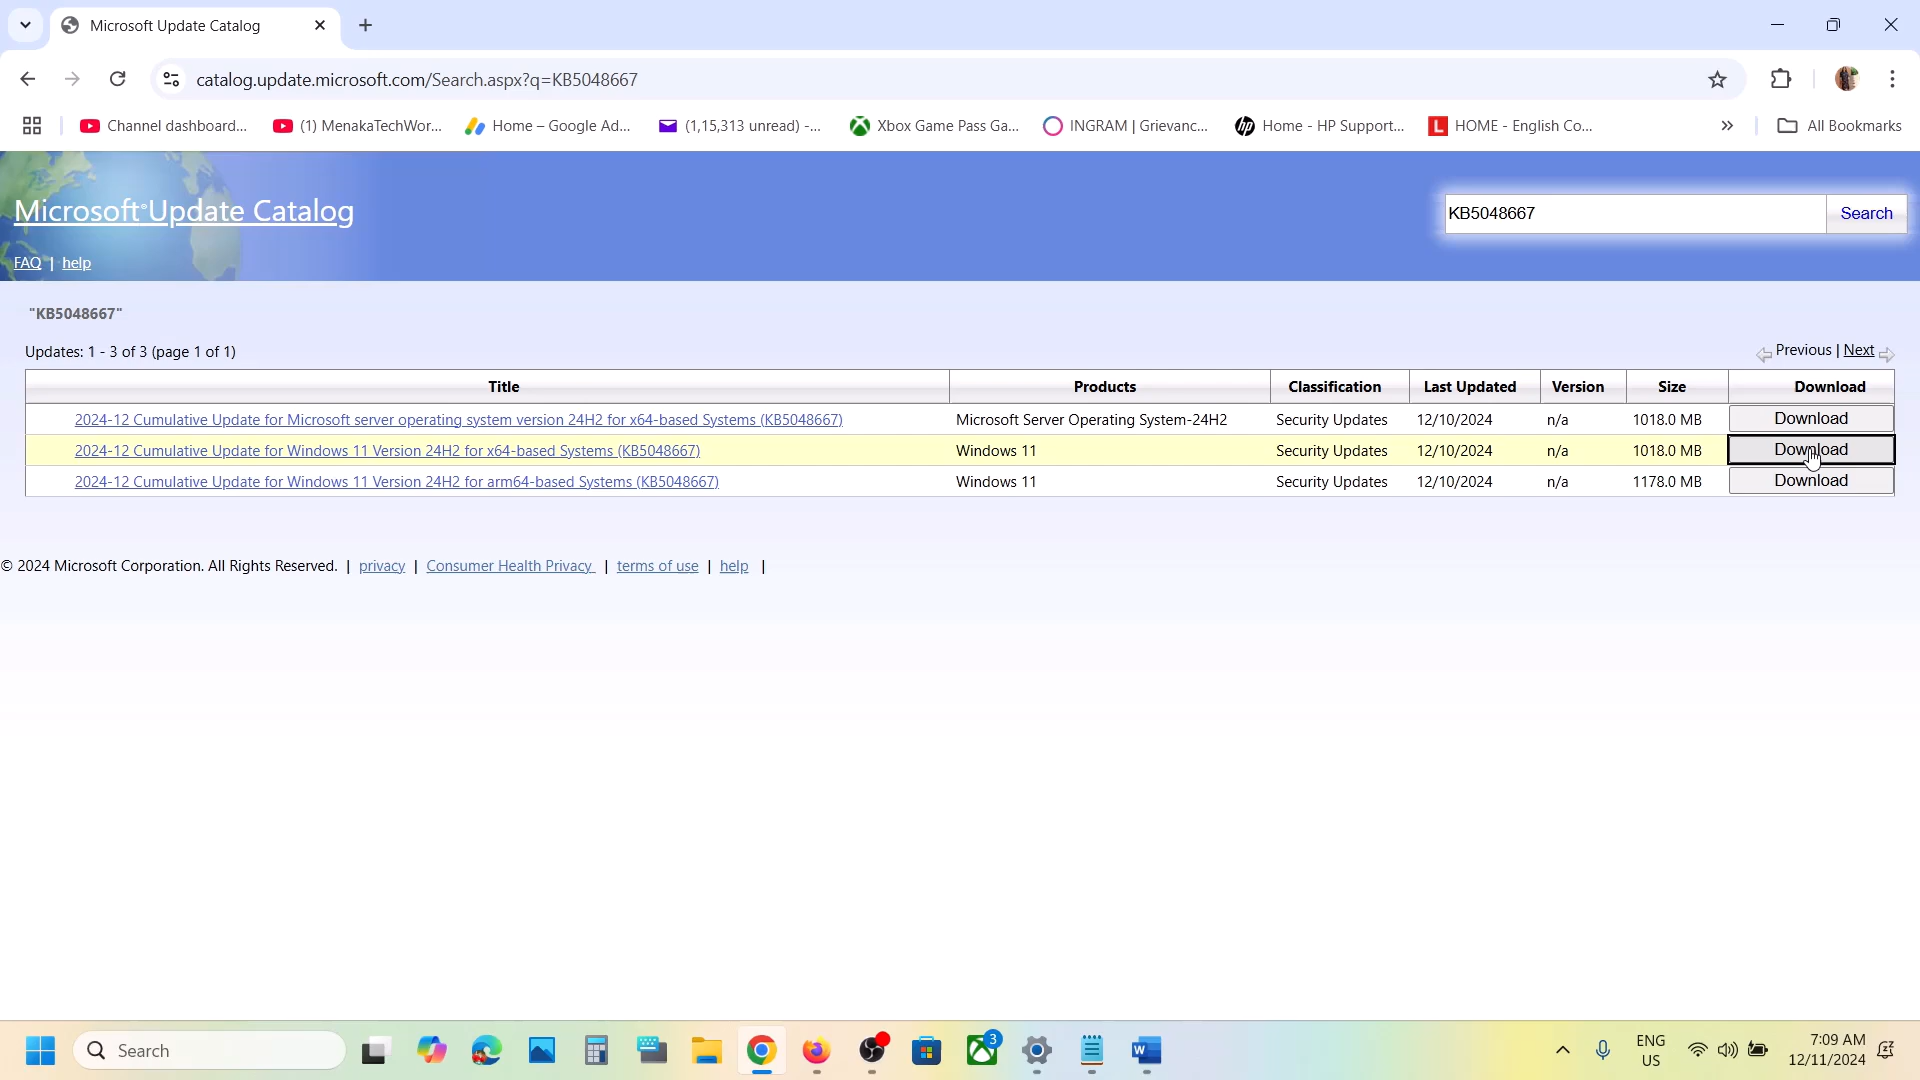 Microsoft Update Catalog
catalog.update.microsoft.com/Search.aspx?q=KB5048667
Channel dashboard... (1) MenakaTechWor... Home – Google Ad... (1,15,313 unread) -... Xbox Game Pass Ga... INGRAM | Grievanc... Home - HP Support... HOME - English Co... » All Bookmarks
Microsoft® Update Catalog
KB5048667 Search
FAQ | help
"KB5048667"
Updates: 1 - 3 of 3 (page 1 of 1) Previous | Next
Title Products Classification Last Updated Version Size Download
2024-12 Cumulative Update for Microsoft server operating system version 24H2 for x64-based Systems (KB5048667) Microsoft Server Operating System-24H2 Security Updates 12/10/2024 n/a 1018.0 MB Download
2024-12 Cumulative Update for Windows 11 Version 24H2 for x64-based Systems (KB5048667) Windows 11 Security Updates 12/10/2024 n/a 1018.0 MB Download
2024-12 Cumulative Update for Windows 11 Version 24H2 for arm64-based Systems (KB5048667) Windows 11 Security Updates 12/10/2024 n/a 1178.0 MB Download
© 2024 Microsoft Corporation. All Rights Reserved. | privacy | Consumer Health Privacy | terms of use | help |
Search 3 ENG 7:09 AM
US 12/11/2024